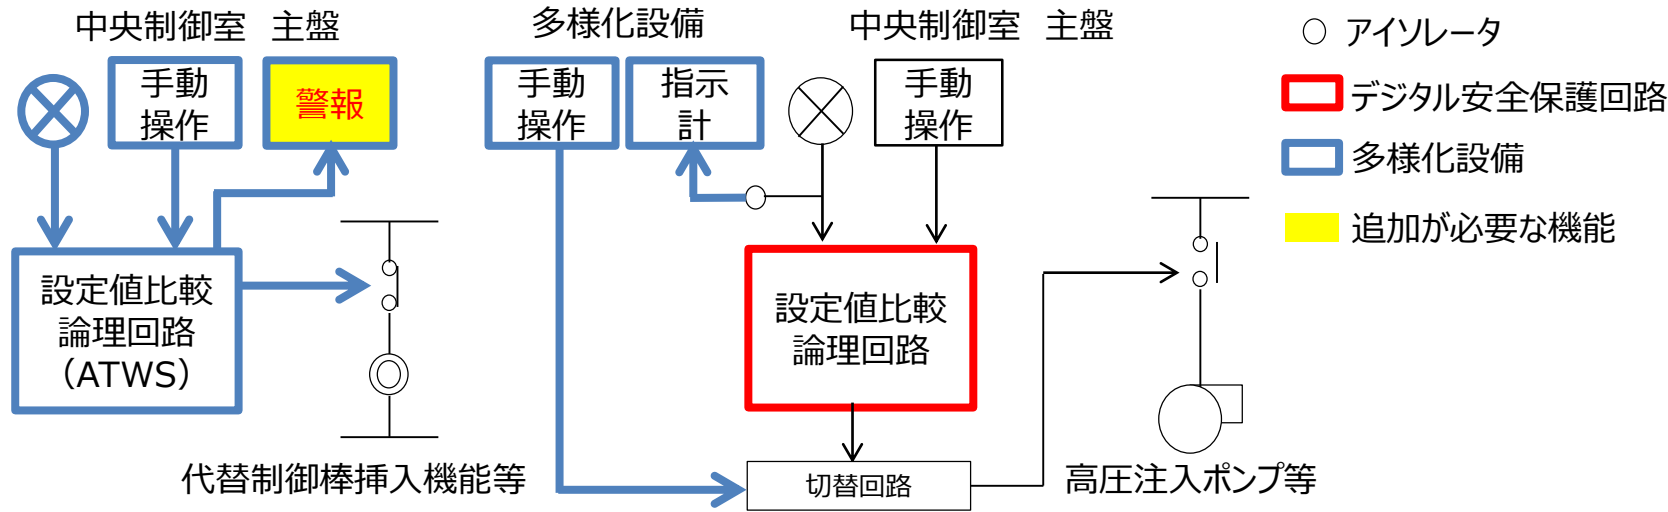 中央制御室 主盤
手動
操作
警報
設定値比較
論理回路
（ATWS）
代替制御棒挿入機能等
多様化設備
手動
操作
指示
計
中央制御室 主盤
手動
操作
設定値比較
論理回路
切替回路
高圧注入ポンプ等
アイソレータ
デジタル安全保護回路
多様化設備
追加が必要な機能